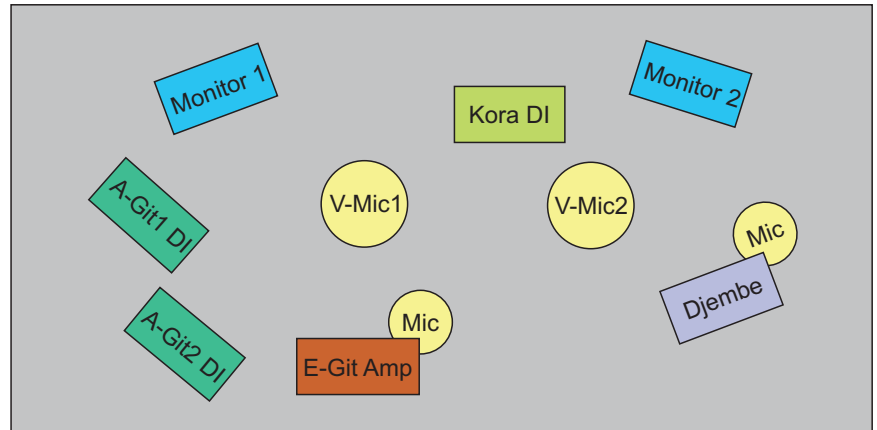 Monitor 1
Monitor 2
Kora DI
A-Git1 DI
V-Mic1
V-Mic2
Mic
Djembe
A-Git2 DI
Mic
E-Git Amp